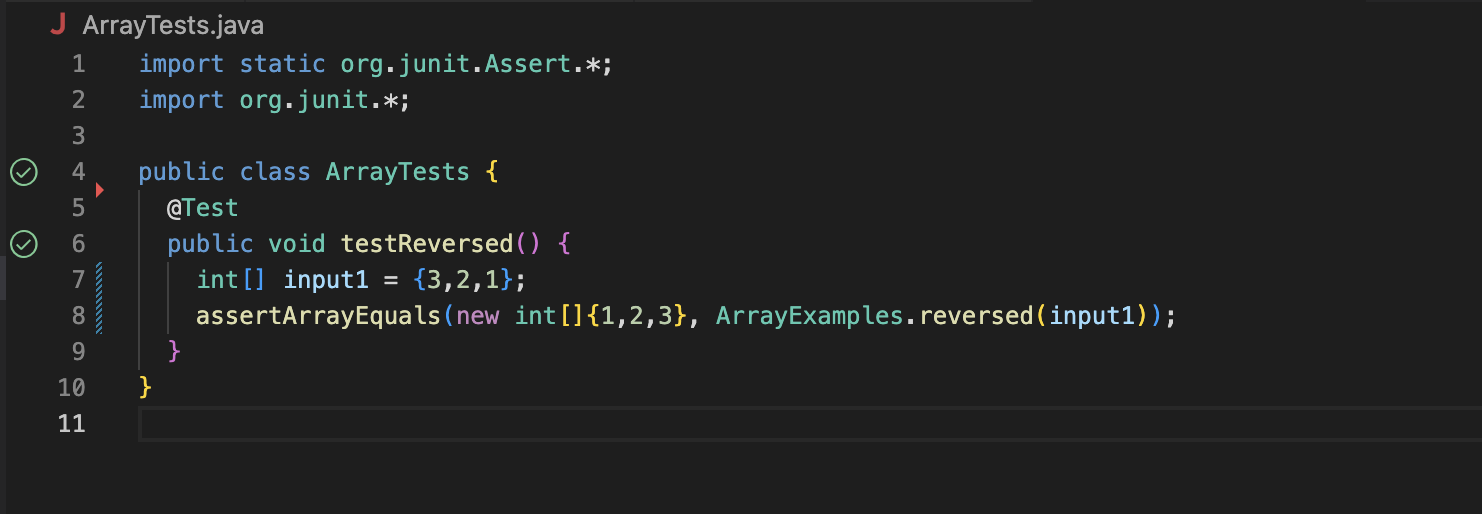 J ArrayTests.java
1 import static org.junit.Assert.*;
2 import org.junit.*;
3
4 public class ArrayTests {
5   @Test
6   public void testReversed() {
7     int[] input1 = {3,2,1};
8     assertArrayEquals(new int[]{1,2,3}, ArrayExamples.reversed(input1));
9   }
10 }
11